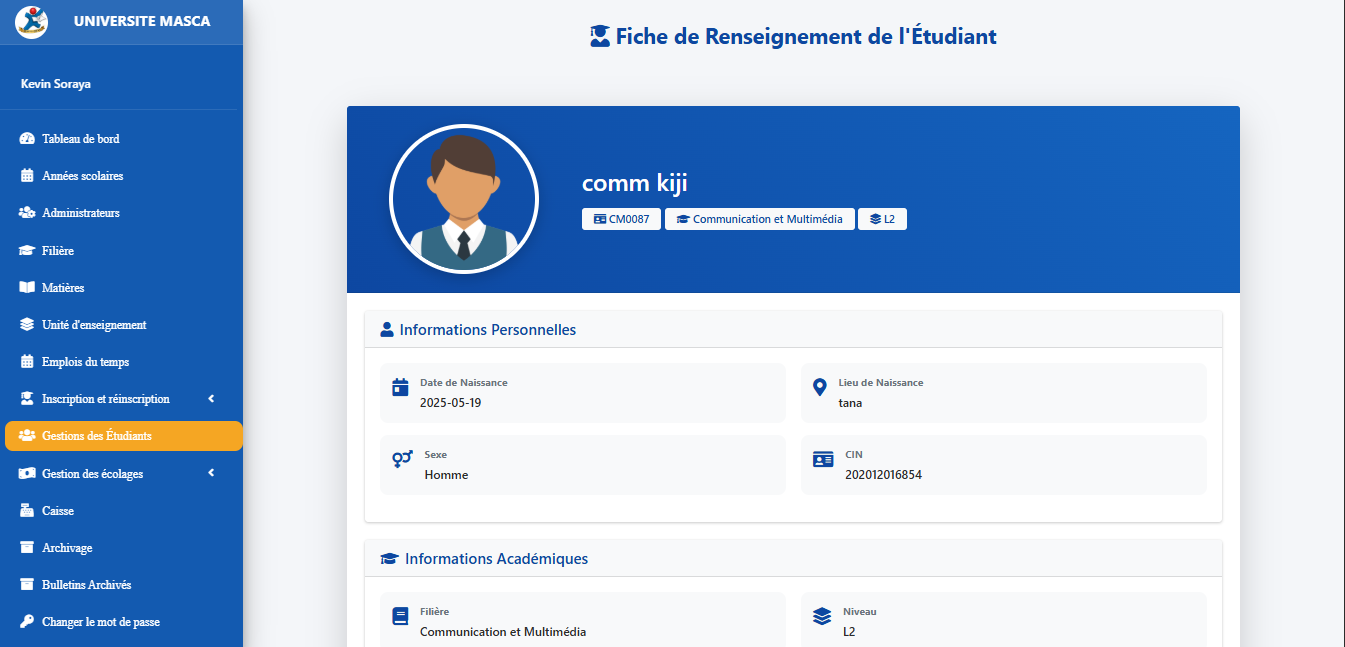 UNIVERSITE MASCA
Kevin Soraya
Tableau de bord
Années scolaires
Administrateurs
Filière
Matières
Unité d'enseignement
Emplois du temps
Inscription et réinscription
Gestions des Étudiants
Gestion des écolages
Caisse
Archivage
Bulletins Archivés
Changer le mot de passe
Fiche de Renseignement de l'Étudiant
comm kiji
CM0087 Communication et Multimédia L2
Informations Personnelles
Date de Naissance
2025-05-19
Lieu de Naissance
tana
Sexe
Homme
CIN
202012016854
Informations Académiques
Filière
Communication et Multimédia
Niveau
L2